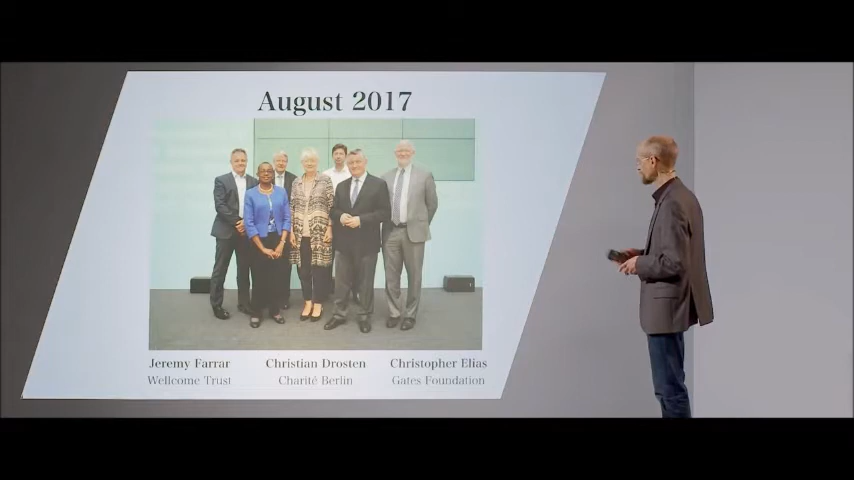 August 2017
Jeremy Farrar Christian Drosten Christopher Elias
Wellcome Trust Charité Berlin Gates Foundation